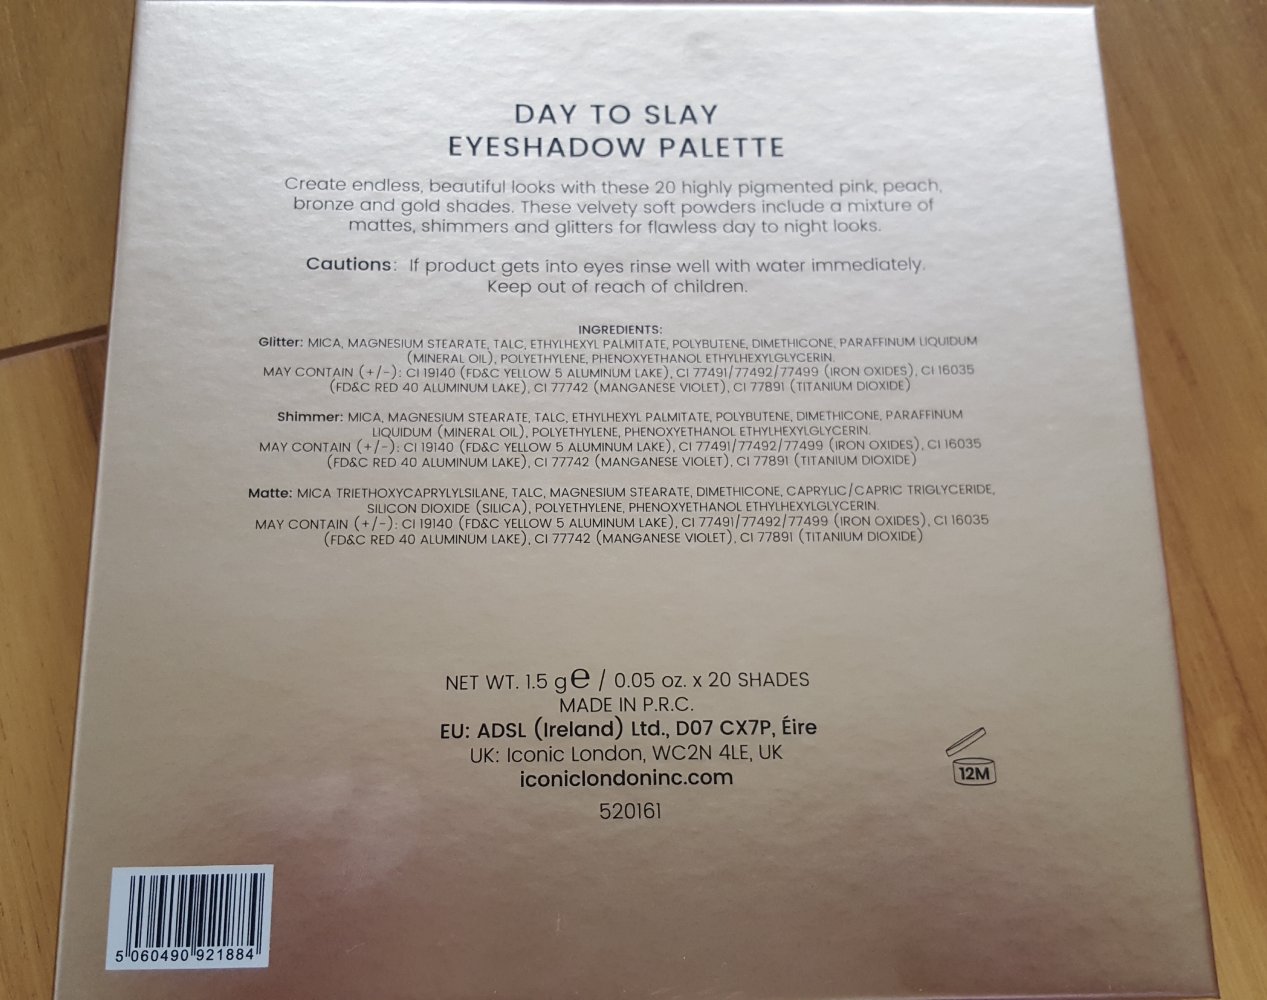 DAY TO SLAY
EYESHADOW PALETTE
Create endless, beautiful looks with these 20 highly pigmented pink, peach,
bronze and gold shades. These velvety soft powders include a mixture of
mattes, shimmers and glitters for flawless day to night looks.
Cautions: If product gets into eyes rinse well with water immediately.
Keep out of reach of children.
INGREDIENTS:
Glitter: MICA, MAGNESIUM STEARATE, TALC, ETHYLHEXYL PALMITATE, POLYBUTENE, DIMETHICONE, PARAFFINUM LIQUIDUM
(MINERAL OIL), POLYETHYLENE, PHENOXYETHANOL ETHYLHEXYLGLYCERIN.
MAY CONTAIN (+/-): CI 19140 (FD&C YELLOW 5 ALUMINUM LAKE), CI 77491/77492/77499 (IRON OXIDES), CI 16035
(FD&C RED 40 ALUMINUM LAKE), CI 77742 (MANGANESE VIOLET), CI 77891 (TITANIUM DIOXIDE)
Shimmer: MICA, MAGNESIUM STEARATE, TALC, ETHYLHEXYL PALMITATE, POLYBUTENE, DIMETHICONE, PARAFFINUM
LIQUIDUM (MINERAL OIL), POLYETHYLENE, PHENOXYETHANOL ETHYLHEXYLGLYCERIN.
MAY CONTAIN (+/-): CI 19140 (FD&C YELLOW 5 ALUMINUM LAKE), CI 77491/77492/77499 (IRON OXIDES), CI 16035
(FD&C RED 40 ALUMINUM LAKE), CI 77742 (MANGANESE VIOLET), CI 77891 (TITANIUM DIOXIDE)
Matte: MICA TRIETHOXYCAPRYLYLSILANE, TALC, MAGNESIUM STEARATE, DIMETHICONE, CAPRYLIC/CAPRIC TRIGLYCERIDE,
SILICON DIOXIDE (SILICA), POLYETHYLENE, PHENOXYETHANOL ETHYLHEXYLGLYCERIN.
MAY CONTAIN (+/-): CI 19140 (FD&C YELLOW 5 ALUMINUM LAKE), CI 77491/77492/77499 (IRON OXIDES), CI 16035
(FD&C RED 40 ALUMINUM LAKE), CI 77742 (MANGANESE VIOLET), CI 77891 (TITANIUM DIOXIDE)
NET WT. 1.5 g℮ / 0.05 oz. x 20 SHADES
MADE IN P.R.C.
EU: ADSL (Ireland) Ltd., D07 CX7P, Éire
UK: Iconic London, WC2N 4LE, UK
iconiclondoninc.com
520161
12M
5 060490 921884